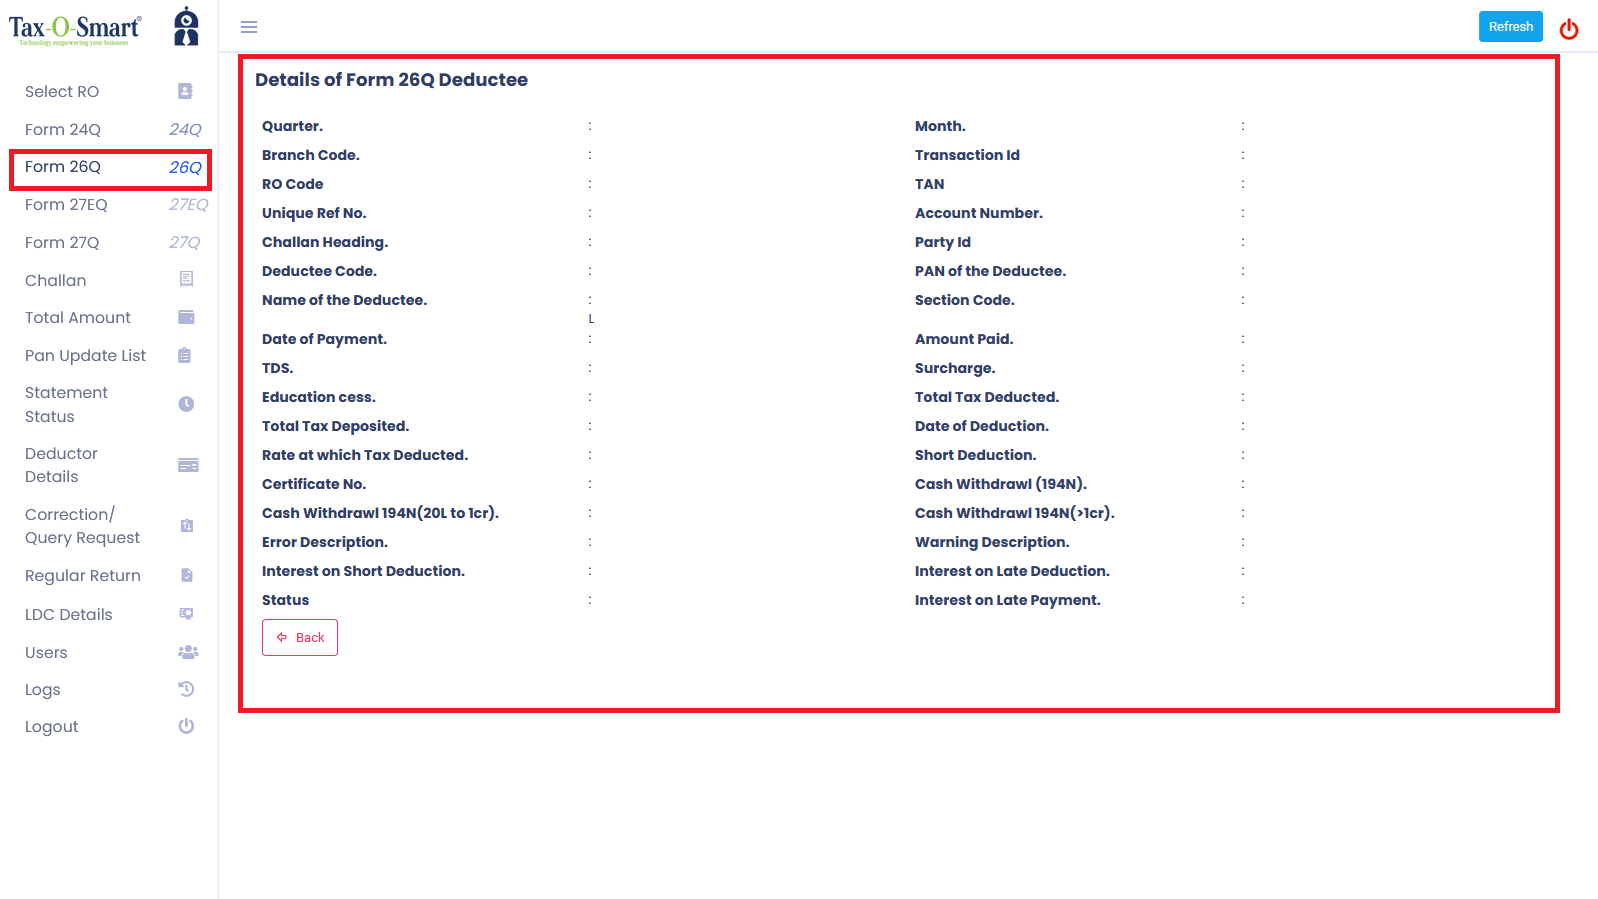 Tax-O-Smart®
Technology empowering your buisness
Refresh
Select RO
Form 24Q 24Q
Form 26Q 26Q
Form 27EQ 27EQ
Form 27Q 27Q
Challan
Total Amount
Pan Update List
Statement
Status
Deductor
Details
Correction/
Query Request
Regular Return
LDC Details
Users
Logs
Logout
Details of Form 26Q Deductee
Quarter. : Month. :
Branch Code. : Transaction Id :
RO Code : TAN :
Unique Ref No. : Account Number. :
Challan Heading. : Party Id :
Deductee Code. : PAN of the Deductee. :
Name of the Deductee. : Section Code. :
L
Date of Payment. : Amount Paid. :
TDS. : Surcharge. :
Education cess. : Total Tax Deducted. :
Total Tax Deposited. : Date of Deduction. :
Rate at which Tax Deducted. : Short Deduction. :
Certificate No. : Cash Withdrawl (194N). :
Cash Withdrawl 194N(20L to 1cr). : Cash Withdrawl 194N(>1cr). :
Error Description. : Warning Description. :
Interest on Short Deduction. : Interest on Late Deduction. :
Status : Interest on Late Payment. :
Back